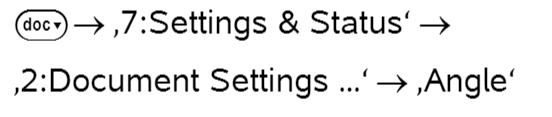 doc▾ → ‚7:Settings & Status‘ →
‚2:Document Settings ...‘ → ‚Angle‘